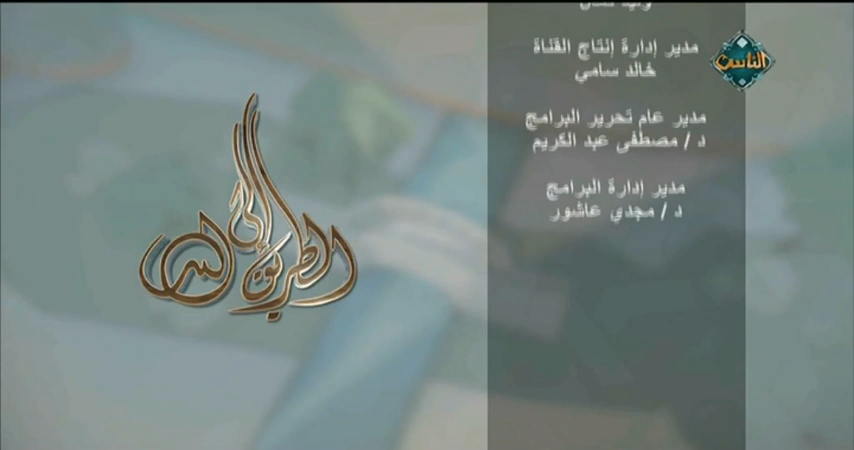 مدير إدارة إنتاج القناة
خالد سامي
مدير عام تحرير البرامج
د / مصطفى عبد الكريم
مدير إدارة البرامج
د / مجدي عاشور
الناس
الطريق إلى الله